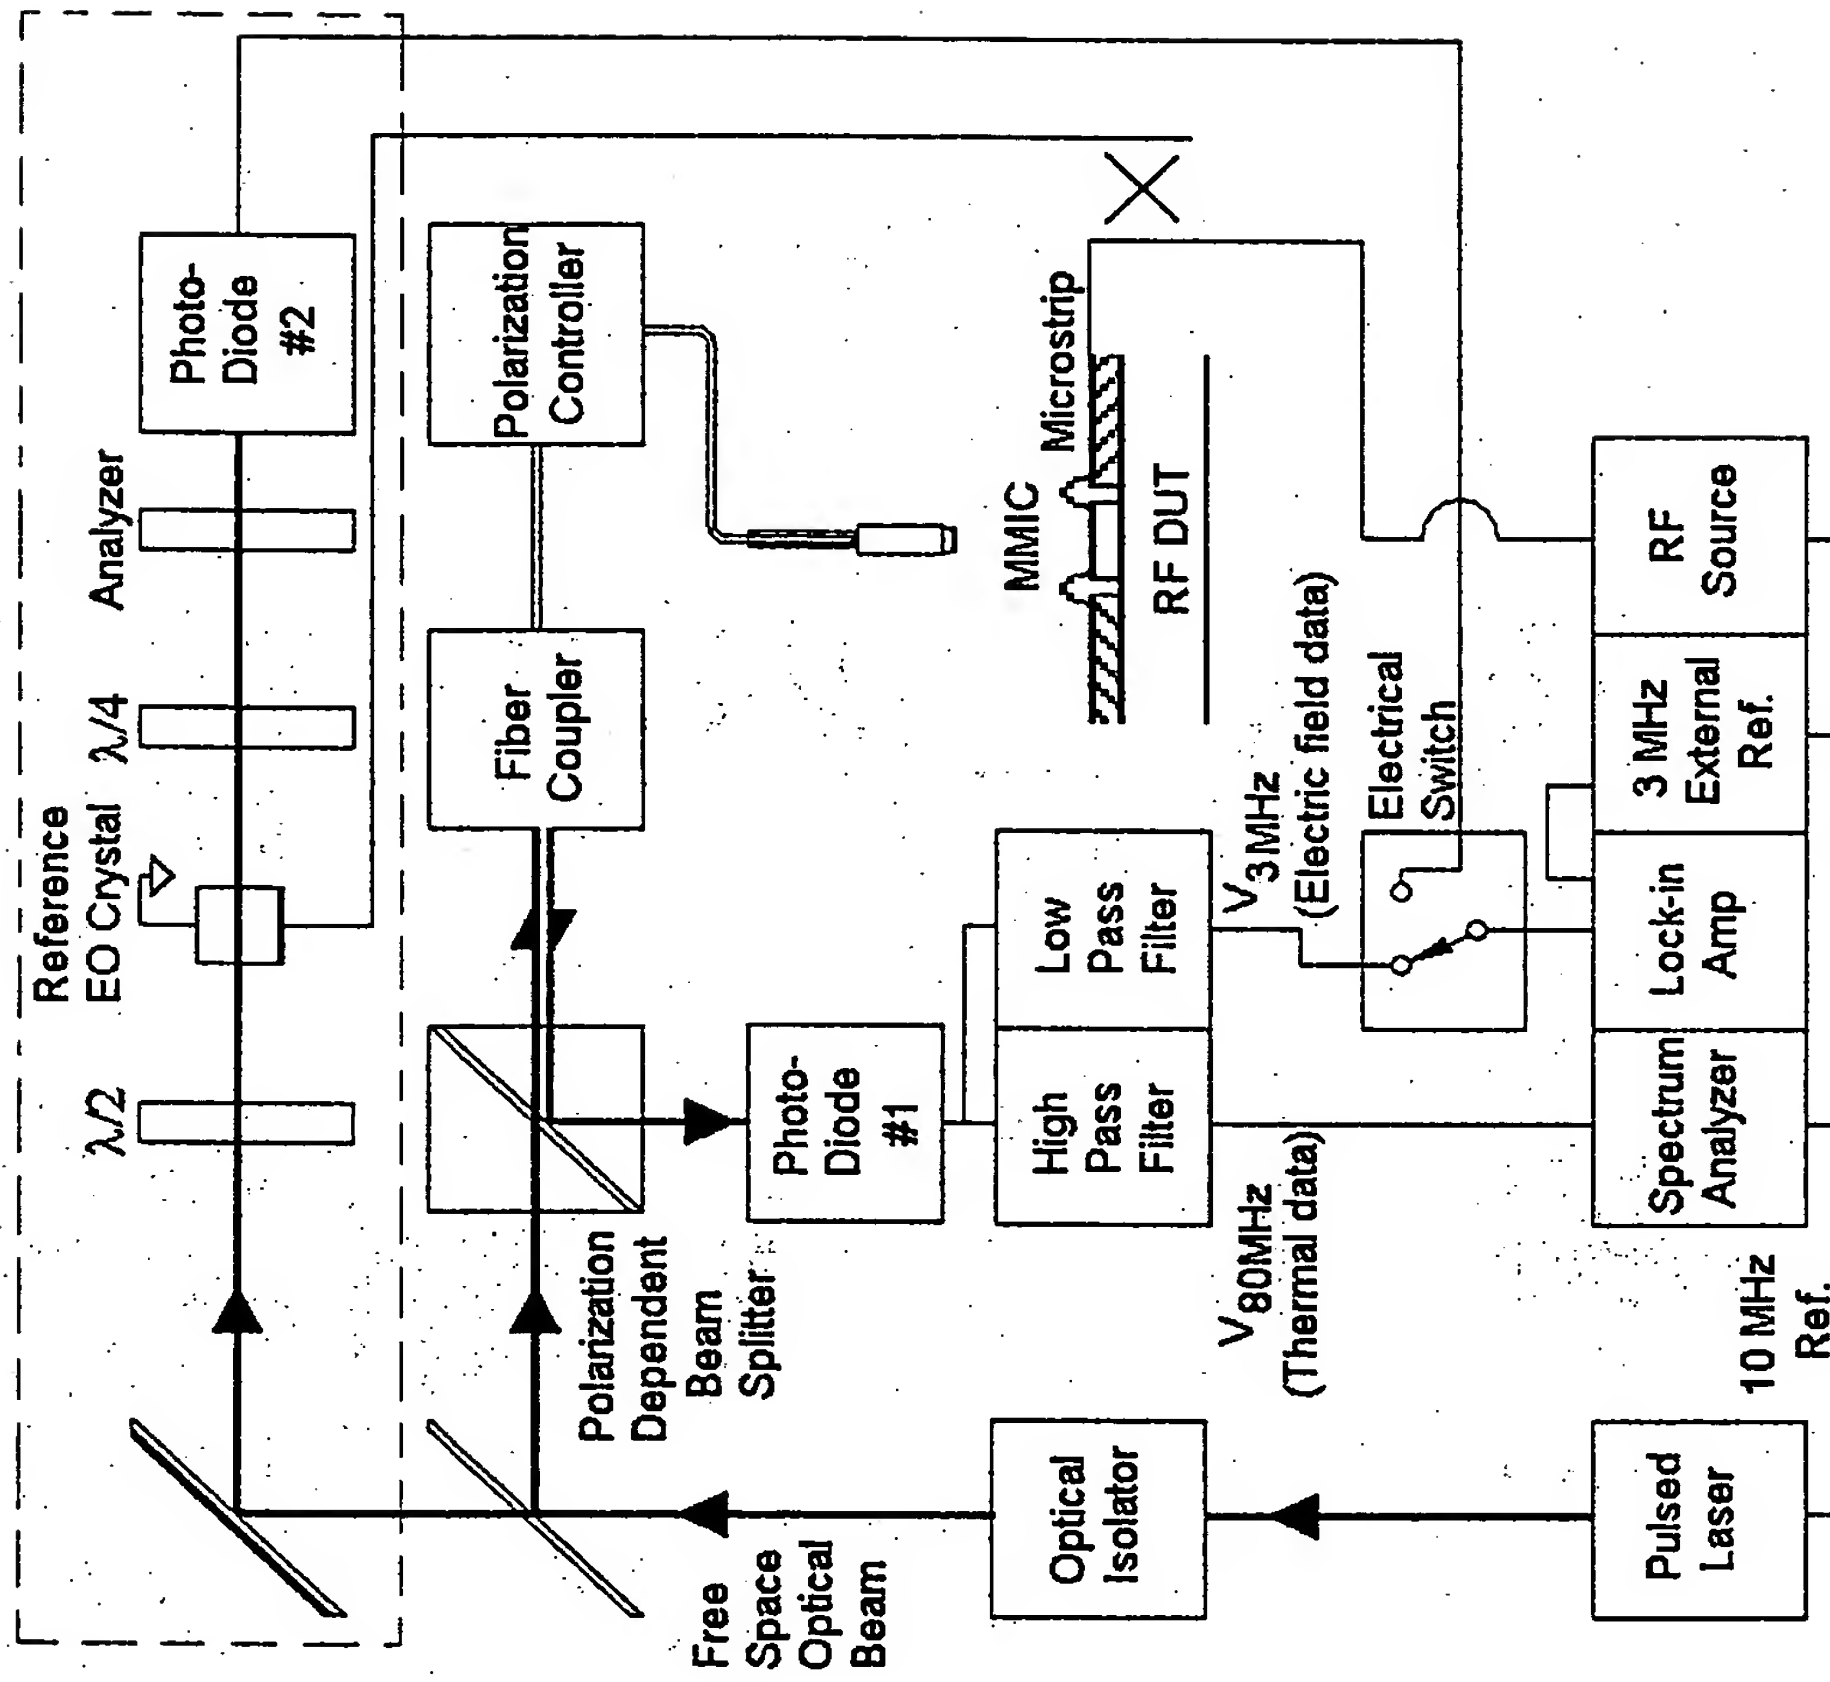 Reference
EO Crystal
λ/2
λ/4
Analyzer
Photo-
Diode
#2
Polarization
Dependent
Beam
Splitter
Fiber
Coupler
Polarization
Controller
Free
Space
Optical
Beam
Photo-
Diode
#1
Optical
Isolator
High
Pass
Filter
Low
Pass
Filter
MMIC
Microstrip
RF DUT
V80MHz
(Thermal data)
V3MHz
(Electric field data)
Electrical
Switch
Pulsed
Laser
Spectrum
Analyzer
Lock-in
Amp
3 MHz
External
Ref.
RF
Source
10 MHz
Ref.